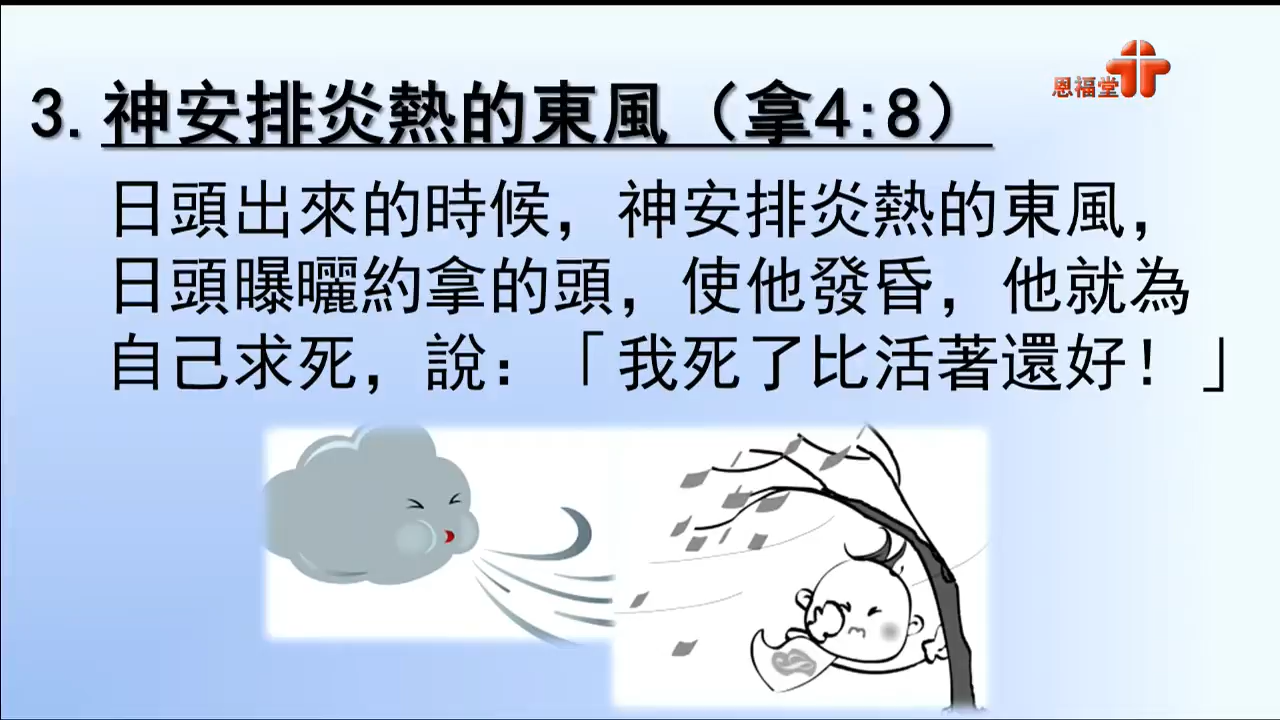 恩福堂
3. 神安排炎熱的東風（拿4:8）
日頭出來的時候，神安排炎熱的東風，
日頭曝曬約拿的頭，使他發昏，他就為
自己求死，說：「我死了比活著還好！」